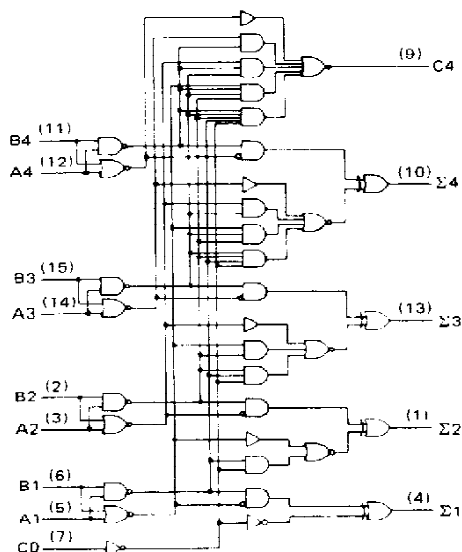 (9) C4
B4 (11)
A4 (12)
(10) Σ4
B3 (15)
A3 (14)
(13) Σ3
B2 (2)
A2 (3)
(1) Σ2
B1 (6)
A1 (5)
(4) Σ1
C0 (7)